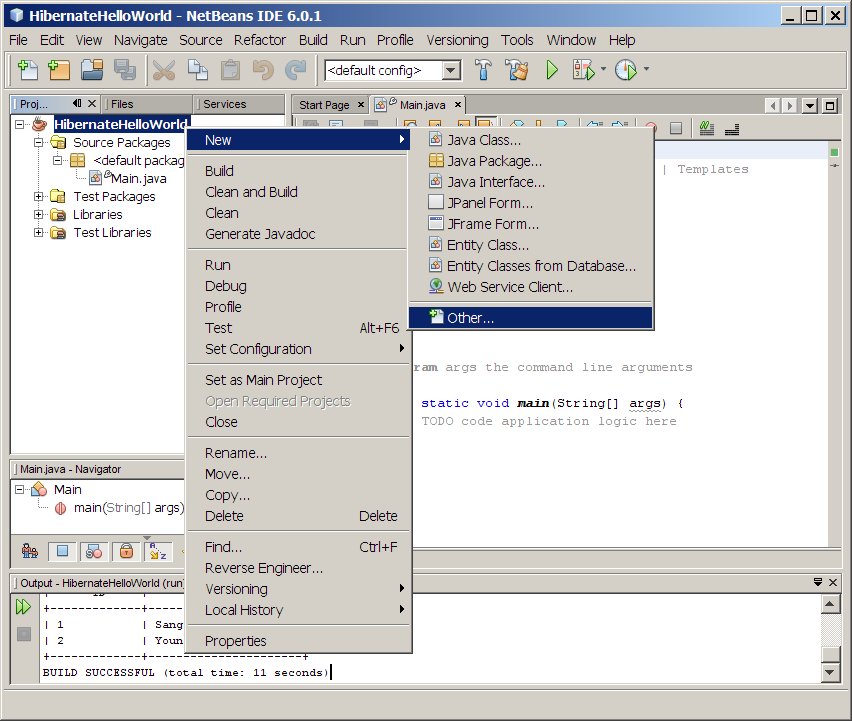 HibernateHelloWorld - NetBeans IDE 6.0.1
File Edit View Navigate Source Refactor Build Run Profile Versioning Tools Window Help
<default config>
Proj... Files Services
Start Page Main.java
HibernateHelloWorld
Source Packages
<default packag
Main.java
Test Packages
Libraries
Test Libraries
New
Build
Clean and Build
Clean
Generate Javadoc
Run
Debug
Profile
Test Alt+F6
Set Configuration
Set as Main Project
Open Required Projects
Close
Rename...
Move...
Copy...
Delete Delete
Find... Ctrl+F
Reverse Engineer...
Versioning
Local History
Properties
Java Class...
Java Package...
Java Interface...
JPanel Form...
JFrame Form...
Entity Class...
Entity Classes from Database...
Web Service Client...
Other...
| Templates
ram args the command line arguments
static void main(String[] args) {
TODO code application logic here
Main.java - Navigator
Main
main(String[] args)
Output - HibernateHelloWorld (run)
+-------------+---------------------
| 1 | Sang
| 2 | Youn
+-------------+---------------------+
BUILD SUCCESSFUL (total time: 11 seconds)